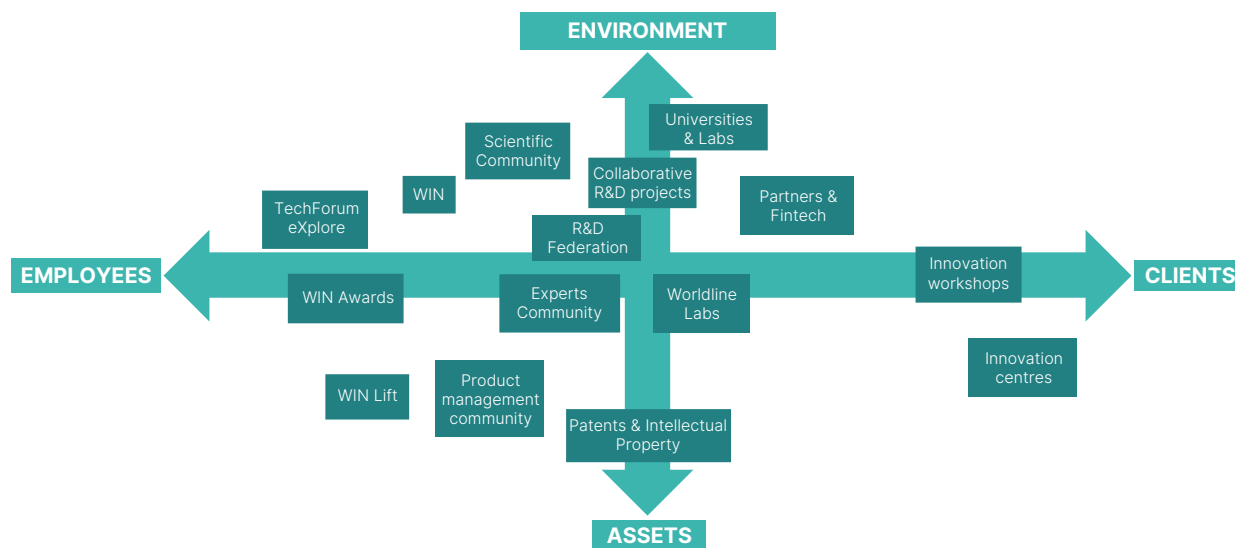 ENVIRONMENT
Universities
& Labs
Scientific
Community
Collaborative
R&D projects
WIN
Partners &
Fintech
TechForum
eXplore
R&D
Federation
EMPLOYEES
CLIENTS
Innovation
workshops
WIN Awards
Experts
Community
Worldline
Labs
Innovation
centres
WIN Lift
Product
management
community
Patents & Intellectual
Property
ASSETS